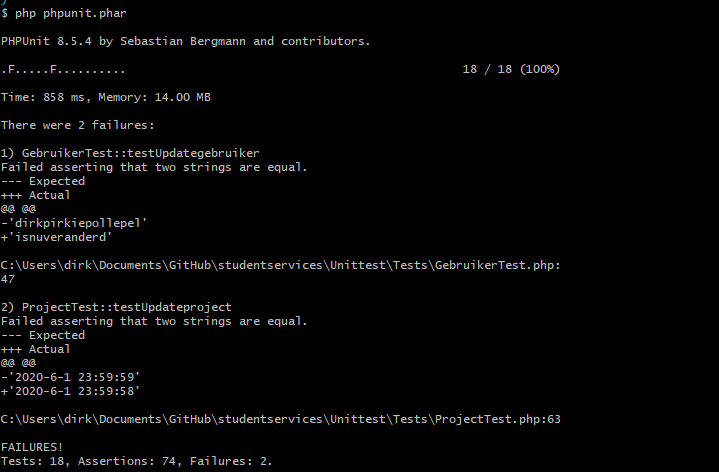 $ php phpunit.phar
PHPUnit 8.5.4 by Sebastian Bergmann and contributors.
.F.....F.......... 18 / 18 (100%)
Time: 858 ms, Memory: 14.00 MB
There were 2 failures:
1) GebruikerTest::testUpdategebruiker
Failed asserting that two strings are equal.
--- Expected
+++ Actual
@@ @@
-'dirkpirkiepollepel'
+'isnuveranderd'
C:\Users\dirk\Documents\GitHub\studentservices\Unittest\Tests\GebruikerTest.php:
47
2) ProjectTest::testUpdateproject
Failed asserting that two strings are equal.
--- Expected
+++ Actual
@@ @@
-'2020-6-1 23:59:59'
+'2020-6-1 23:59:58'
C:\Users\dirk\Documents\GitHub\studentservices\Unittest\Tests\ProjectTest.php:63
FAILURES!
Tests: 18, Assertions: 74, Failures: 2.